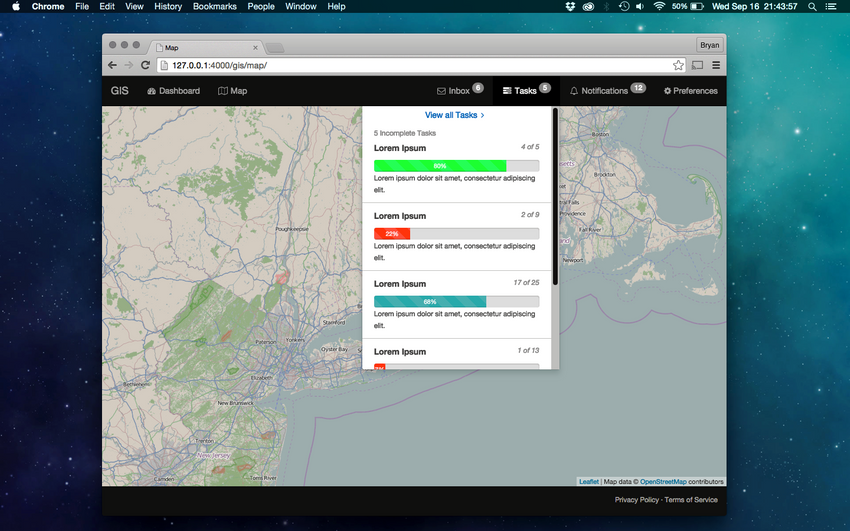 Chrome File Edit View History Bookmarks People Window Help 50% Wed Sep 16 21:43:57
Map
Bryan
127.0.0.1:4000/gis/map/
GIS Dashboard Map Inbox 6 Tasks 5 Notifications 12 Preferences
View all Tasks
5 Incomplete Tasks
Lorem Ipsum 4 of 5
80%
Lorem ipsum dolor sit amet, consectetur adipiscing
elit.
Lorem Ipsum 2 of 9
22%
Lorem ipsum dolor sit amet, consectetur adipiscing
elit.
Lorem Ipsum 17 of 25
68%
Lorem ipsum dolor sit amet, consectetur adipiscing
elit.
Lorem Ipsum 1 of 13
Boston
Brockton
Providence
Fall River
Newport
Poughkeepsie
Stamford
Paterson
Yonkers
Oyster Bay
Elizabeth
Bethlehem
New Brunswick
Trenton
New Jersey
Camden
Toms River
Leaflet | Map data © OpenStreetMap contributors
Privacy Policy - Terms of Service